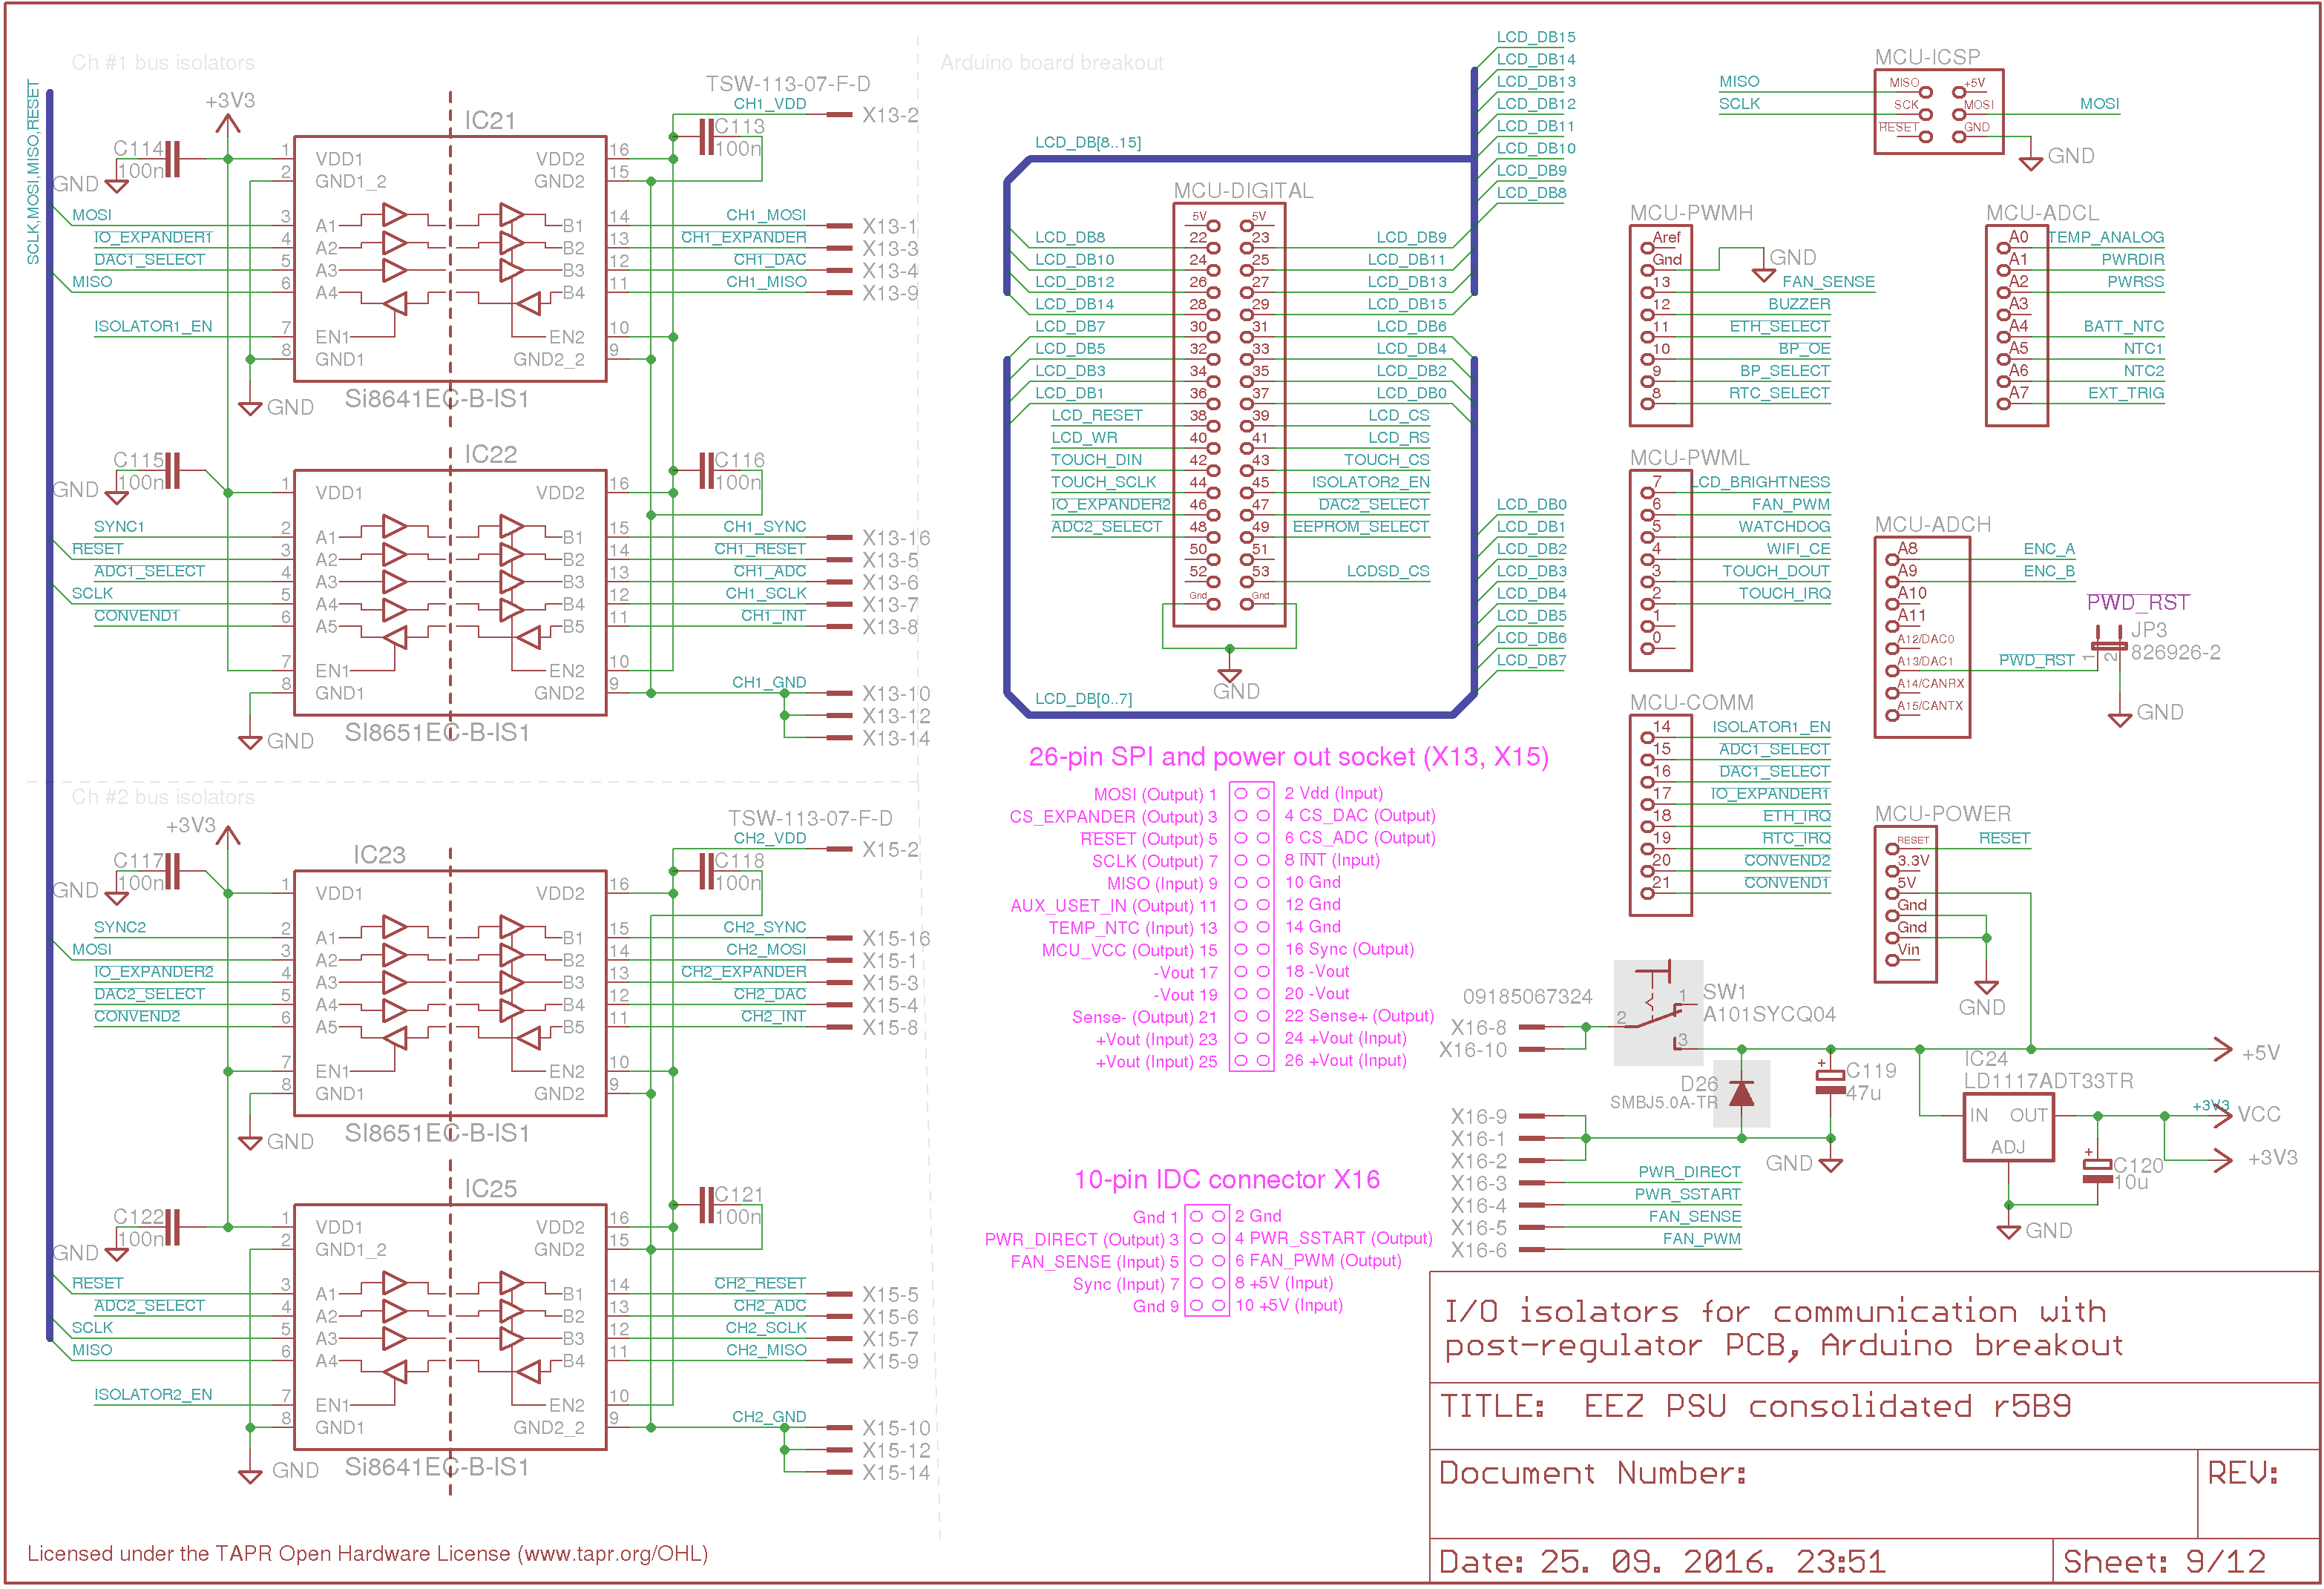 Ch #1 bus isolators
SCLK,MOSI,MISO,RESET
+3V3
C114
100n
GND
IC21
1 VDD1
2 GND1_2
MOSI 3 A1
IO_EXPANDER1 4 A2
DAC1_SELECT 5 A3
MISO 6 A4
ISOLATOR1_EN 7 EN1
8 GND1
GND
VDD2 16
GND2 15
B1 14 CH1_MOSI X13-1
B2 13 CH1_EXPANDER X13-3
B3 12 CH1_DAC X13-4
B4 11 CH1_MISO X13-9
EN2 10
GND2_2 9
Si8641EC-B-IS1
TSW-113-07-F-D
CH1_VDD X13-2
C113
100n
C115
100n
GND
IC22
1 VDD1
SYNC1 2 A1
RESET 3 A2
ADC1_SELECT 4 A3
SCLK 5 A4
CONVEND1 6 A5
7 EN1
8 GND1
GND
VDD2 16
B1 15 CH1_SYNC X13-16
B2 14 CH1_RESET X13-5
B3 13 CH1_ADC X13-6
B4 12 CH1_SCLK X13-7
B5 11 CH1_INT X13-8
EN2 10
GND2 9 CH1_GND X13-10
X13-12
X13-14
SI8651EC-B-IS1
C116
100n
Ch #2 bus isolators
+3V3
C117
100n
GND
IC23
1 VDD1
SYNC2 2 A1
MOSI 3 A2
IO_EXPANDER2 4 A3
DAC2_SELECT 5 A4
CONVEND2 6 A5
7 EN1
8 GND1
GND
VDD2 16
B1 15 CH2_SYNC X15-16
B2 14 CH2_MOSI X15-1
B3 13 CH2_EXPANDER X15-3
B4 12 CH2_DAC X15-4
B5 11 CH2_INT X15-8
EN2 10
GND2 9
SI8651EC-B-IS1
TSW-113-07-F-D
CH2_VDD X15-2
C118
100n
C122
100n
GND
IC25
1 VDD1
2 GND1_2
RESET 3 A1
ADC2_SELECT 4 A2
SCLK 5 A3
MISO 6 A4
ISOLATOR2_EN 7 EN1
8 GND1
GND
VDD2 16
GND2 15
B1 14 CH2_RESET X15-5
B2 13 CH2_ADC X15-6
B3 12 CH2_SCLK X15-7
B4 11 CH2_MISO X15-9
EN2 10
GND2_2 9 CH2_GND X15-10
X15-12
X15-14
Si8641EC-B-IS1
C121
100n
Licensed under the TAPR Open Hardware License (www.tapr.org/OHL)
Arduino board breakout
LCD_DB[8..15]
LCD_DB15
LCD_DB14
LCD_DB13
LCD_DB12
LCD_DB11
LCD_DB10
LCD_DB9
LCD_DB8
MCU-DIGITAL
5V 5V
LCD_DB8 22 23 LCD_DB9
LCD_DB10 24 25 LCD_DB11
LCD_DB12 26 27 LCD_DB13
LCD_DB14 28 29 LCD_DB15
LCD_DB7 30 31 LCD_DB6
LCD_DB5 32 33 LCD_DB4
LCD_DB3 34 35 LCD_DB2
LCD_DB1 36 37 LCD_DB0
LCD_RESET 38 39 LCD_CS
LCD_WR 40 41 LCD_RS
TOUCH_DIN 42 43 TOUCH_CS
TOUCH_SCLK 44 45 ISOLATOR2_EN
IO_EXPANDER2 46 47 DAC2_SELECT
ADC2_SELECT 48 49 EEPROM_SELECT
50 51
52 53 LCDSD_CS
Gnd Gnd
GND
LCD_DB0
LCD_DB1
LCD_DB2
LCD_DB3
LCD_DB4
LCD_DB5
LCD_DB6
LCD_DB7
LCD_DB[0..7]
26-pin SPI and power out socket (X13, X15)
MOSI (Output) 1 2 Vdd (Input)
CS_EXPANDER (Output) 3 4 CS_DAC (Output)
RESET (Output) 5 6 CS_ADC (Output)
SCLK (Output) 7 8 INT (Input)
MISO (Input) 9 10 Gnd
AUX_USET_IN (Output) 11 12 Gnd
TEMP_NTC (Input) 13 14 Gnd
MCU_VCC (Output) 15 16 Sync (Output)
-Vout 17 18 -Vout
-Vout 19 20 -Vout
Sense- (Output) 21 22 Sense+ (Output)
+Vout (Input) 23 24 +Vout (Input)
+Vout (Input) 25 26 +Vout (Input)
10-pin IDC connector X16
Gnd 1 2 Gnd
PWR_DIRECT (Output) 3 4 PWR_SSTART (Output)
FAN_SENSE (Input) 5 6 FAN_PWM (Output)
Sync (Input) 7 8 +5V (Input)
Gnd 9 10 +5V (Input)
MCU-ICSP
MISO MISO +5V
SCLK SCK MOSI MOSI
RESET GND
GND
MCU-PWMH
Aref
Gnd GND
13 FAN_SENSE
12 BUZZER
11 ETH_SELECT
10 BP_OE
9 BP_SELECT
8 RTC_SELECT
MCU-ADCL
A0 TEMP_ANALOG
A1 PWRDIR
A2 PWRSS
A3
A4 BATT_NTC
A5 NTC1
A6 NTC2
A7 EXT_TRIG
MCU-PWML
7 LCD_BRIGHTNESS
6 FAN_PWM
5 WATCHDOG
4 WIFI_CE
3 TOUCH_DOUT
2 TOUCH_IRQ
1
0
MCU-ADCH
A8 ENC_A
A9 ENC_B
A10
A11
A12/DAC0
A13/DAC1 PWD_RST
A14/CANRX
A15/CANTX
PWD_RST
JP3
826926-2
1 2
GND
MCU-COMM
14 ISOLATOR1_EN
15 ADC1_SELECT
16 DAC1_SELECT
17 IO_EXPANDER1
18 ETH_IRQ
19 RTC_IRQ
20 CONVEND2
21 CONVEND1
MCU-POWER
RESET RESET
3.3V
5V
Gnd
Gnd
Vin
GND
09185067324
X16-8
X16-10
SW1
A101SYCQ04
1
2
3
D26
SMBJ5.0A-TR
C119
47u
IC24
LD1117ADT33TR
IN OUT
ADJ
+5V
+3V3 VCC
+3V3
C120
10u
GND
GND
X16-9
X16-1
X16-2
X16-3 PWR_DIRECT
X16-4 PWR_SSTART
X16-5 FAN_SENSE
X16-6 FAN_PWM
I/O isolators for communication with
post-regulator PCB, Arduino breakout
TITLE: EEZ PSU consolidated r5B9
Document Number:
REV:
Date: 25. 09. 2016. 23:51
Sheet: 9/12